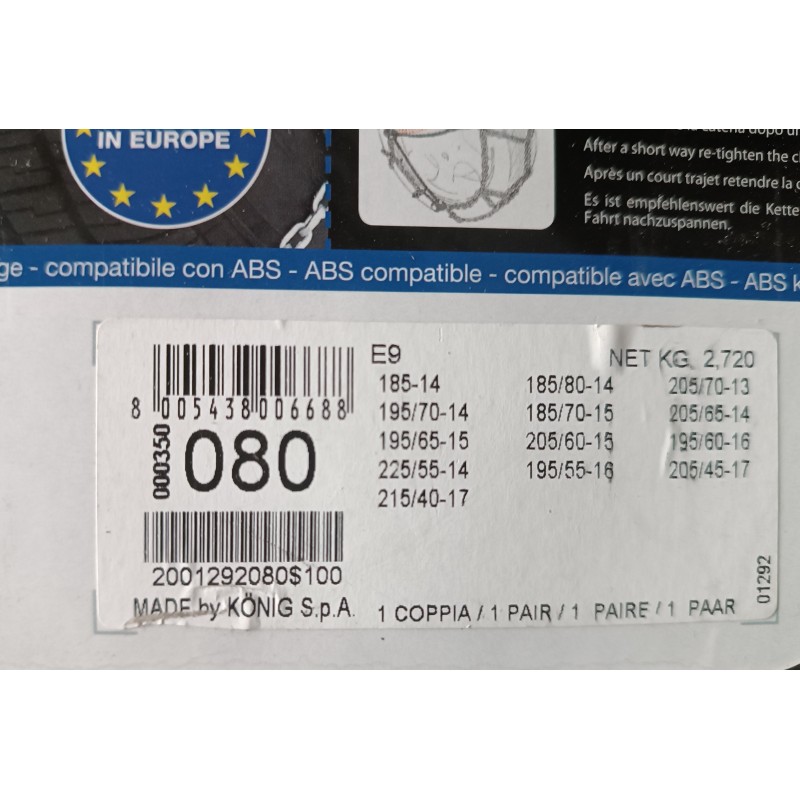 IN EUROPE
After a short way re-tighten the
Après un court trajet retendre la
Es ist empfehlenswert die Kette
Fahrt nachzuspannen.
- compatibile con ABS - ABS compatible - compatible avec ABS - ABS
E9
NET KG. 2,720
185-14 185/80-14 205/70-13
195/70-14 185/70-15 205/65-14
195/65-15 205/60-15 195/60-16
225/55-14 195/55-16 205/45-17
215/40-17
8 005438 006688
000350
080
2001292080$100
MADE by KÖNIG S.p.A.
1 COPPIA / 1 PAIR / 1 PAIRE / 1 PAAR
01292